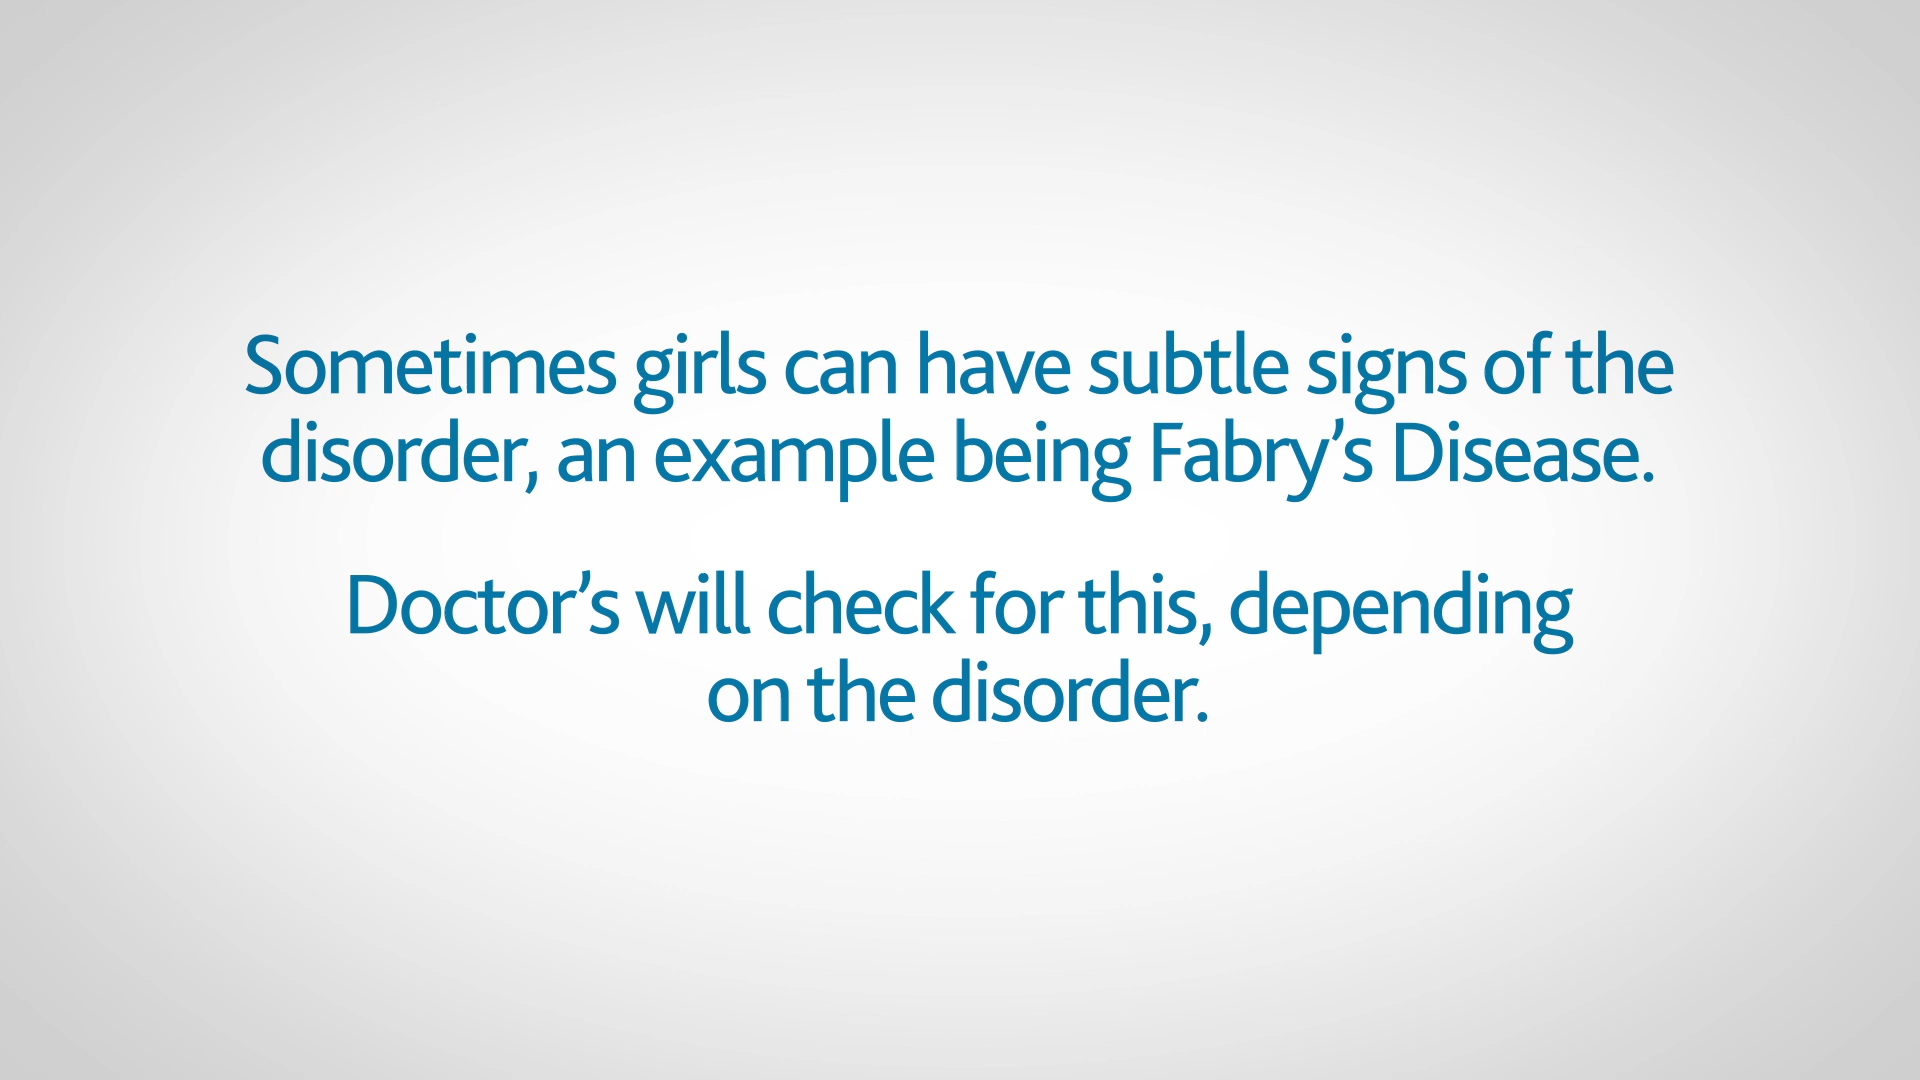 Sometimes girls can have subtle signs of the
disorder, an example being Fabry’s Disease.
Doctor’s will check for this, depending
on the disorder.